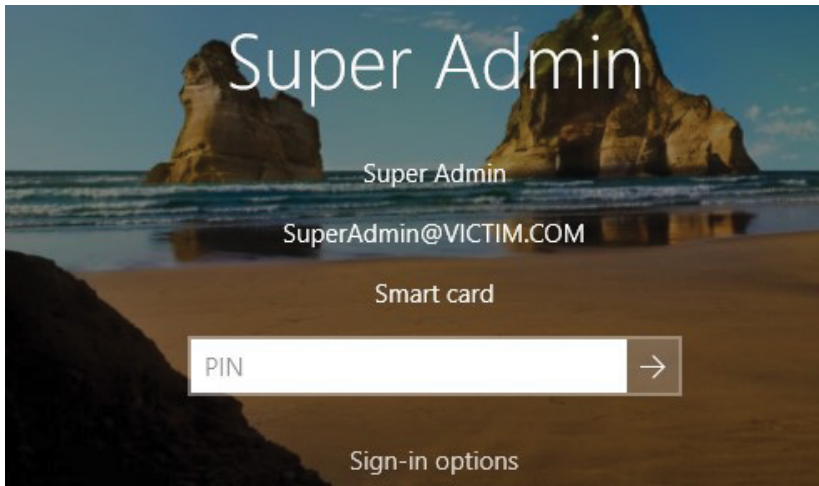 Super Admin
Super Admin
SuperAdmin@VICTIM.COM
Smart card
PIN
Sign-in options